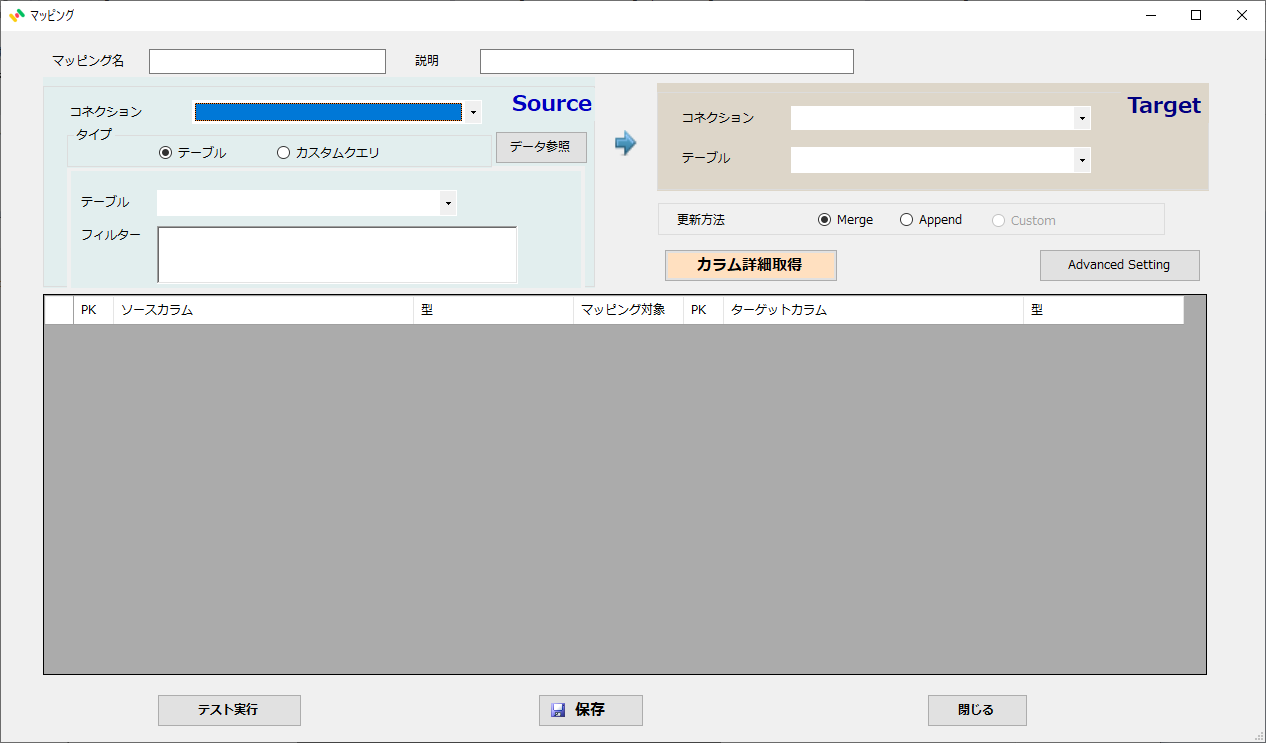 マッピング
マッピング名 説明
コネクション Source
タイプ
テーブル カスタムクエリ データ参照
テーブル
フィルター
コネクション Target
テーブル
更新方法 Merge Append Custom
カラム詳細取得 Advanced Setting
PK ソースカラム 型 マッピング対象 PK ターゲットカラム 型
テスト実行 保存 閉じる